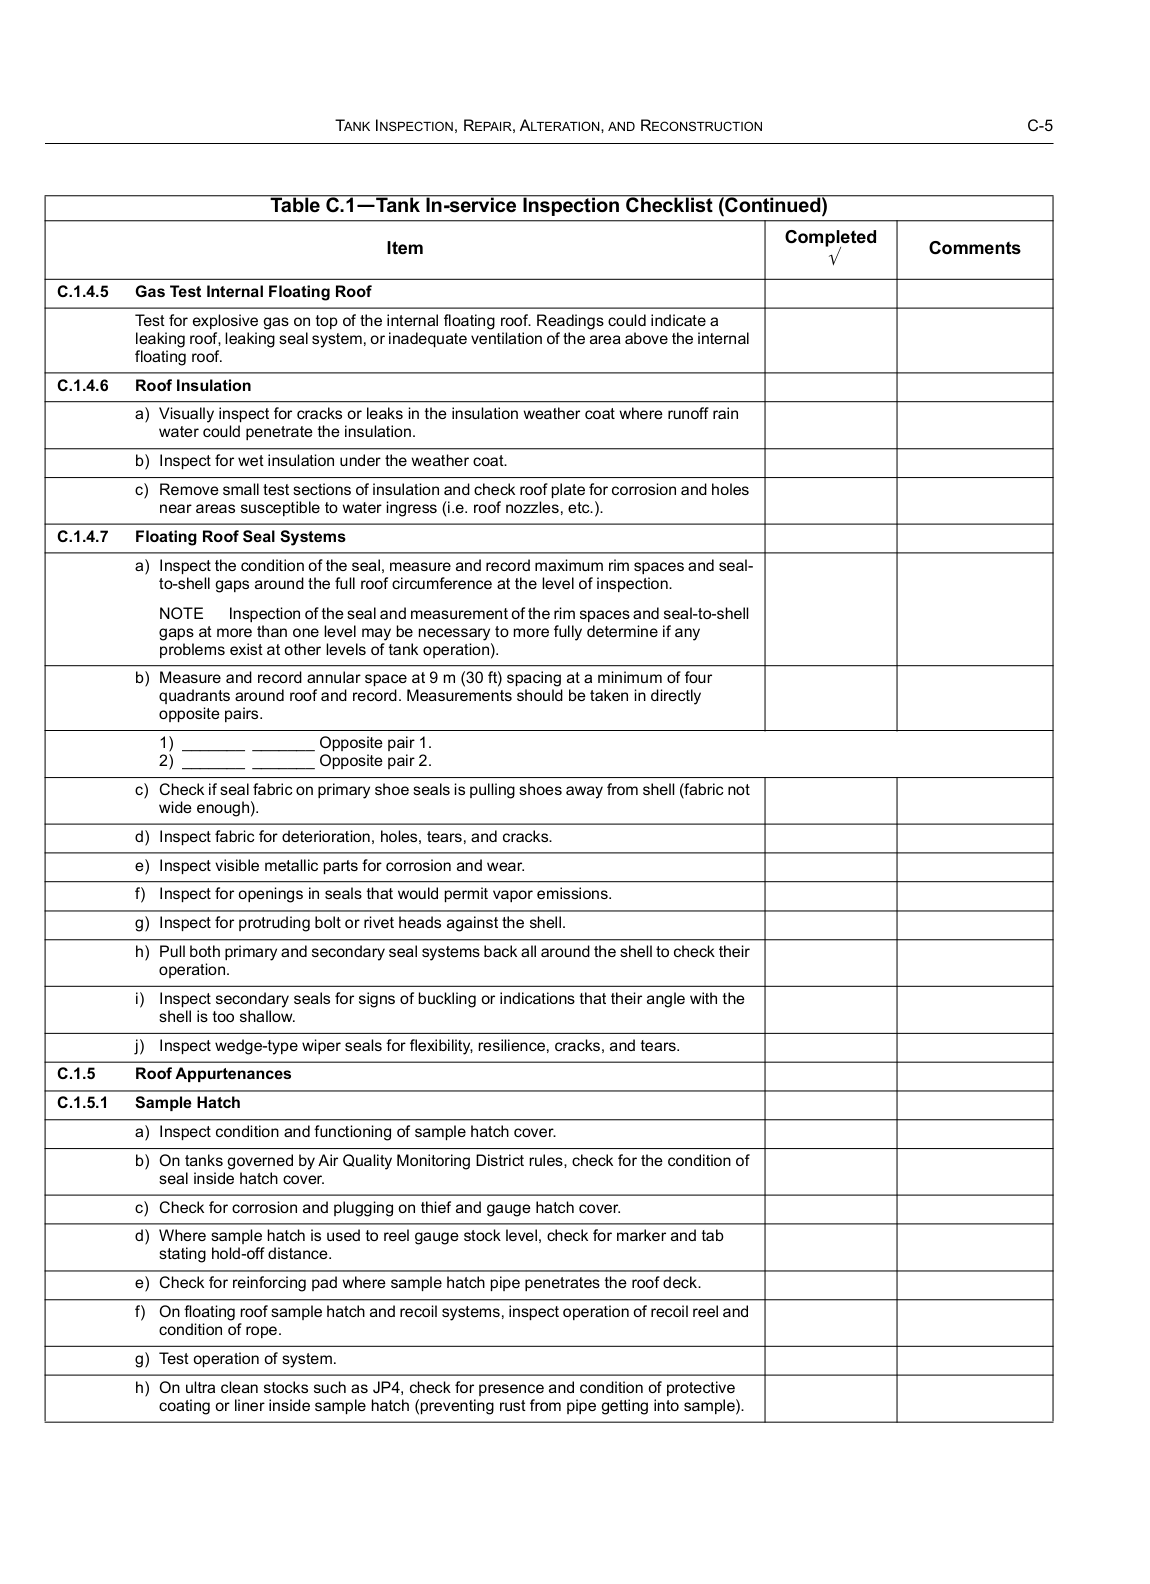 TANK INSPECTION, REPAIR, ALTERATION, AND RECONSTRUCTION C-5
Table C.1—Tank In-service Inspection Checklist (Continued)
Item
Completed
√
Comments
C.1.4.5 Gas Test Internal Floating Roof
Test for explosive gas on top of the internal floating roof. Readings could indicate a
leaking roof, leaking seal system, or inadequate ventilation of the area above the internal
floating roof.
C.1.4.6 Roof Insulation
a) Visually inspect for cracks or leaks in the insulation weather coat where runoff rain
water could penetrate the insulation.
b) Inspect for wet insulation under the weather coat.
c) Remove small test sections of insulation and check roof plate for corrosion and holes
near areas susceptible to water ingress (i.e. roof nozzles, etc.).
C.1.4.7 Floating Roof Seal Systems
a) Inspect the condition of the seal, measure and record maximum rim spaces and seal-
to-shell gaps around the full roof circumference at the level of inspection.
NOTE Inspection of the seal and measurement of the rim spaces and seal-to-shell
gaps at more than one level may be necessary to more fully determine if any
problems exist at other levels of tank operation).
b) Measure and record annular space at 9 m (30 ft) spacing at a minimum of four
quadrants around roof and record. Measurements should be taken in directly
opposite pairs.
1) _______ _______ Opposite pair 1.
2) _______ _______ Opposite pair 2.
c) Check if seal fabric on primary shoe seals is pulling shoes away from shell (fabric not
wide enough).
d) Inspect fabric for deterioration, holes, tears, and cracks.
e) Inspect visible metallic parts for corrosion and wear.
f) Inspect for openings in seals that would permit vapor emissions.
g) Inspect for protruding bolt or rivet heads against the shell.
h) Pull both primary and secondary seal systems back all around the shell to check their
operation.
i) Inspect secondary seals for signs of buckling or indications that their angle with the
shell is too shallow.
j) Inspect wedge-type wiper seals for flexibility, resilience, cracks, and tears.
C.1.5 Roof Appurtenances
C.1.5.1 Sample Hatch
a) Inspect condition and functioning of sample hatch cover.
b) On tanks governed by Air Quality Monitoring District rules, check for the condition of
seal inside hatch cover.
c) Check for corrosion and plugging on thief and gauge hatch cover.
d) Where sample hatch is used to reel gauge stock level, check for marker and tab
stating hold-off distance.
e) Check for reinforcing pad where sample hatch pipe penetrates the roof deck.
f) On floating roof sample hatch and recoil systems, inspect operation of recoil reel and
condition of rope.
g) Test operation of system.
h) On ultra clean stocks such as JP4, check for presence and condition of protective
coating or liner inside sample hatch (preventing rust from pipe getting into sample).